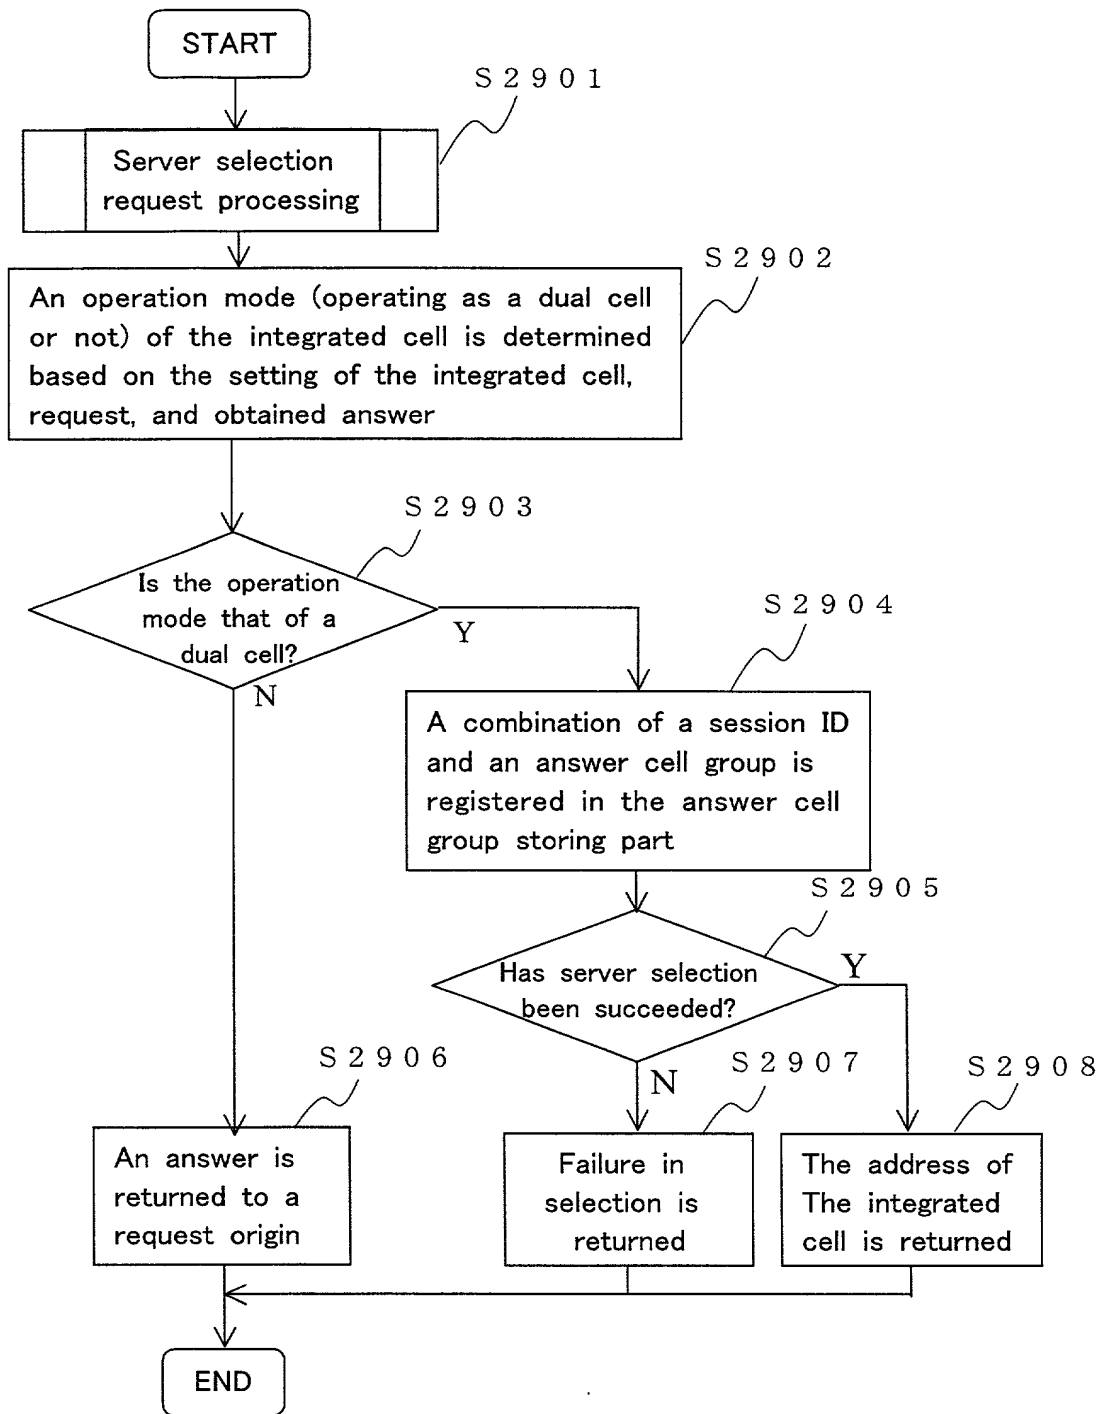 START
S2901
Server selection
request processing
S2902
An operation mode (operating as a dual cell
or not) of the integrated cell is determined
based on the setting of the integrated cell,
request, and obtained answer
S2903
Is the operation
mode that of a
dual cell?
Y
N
S2904
A combination of a session ID
and an answer cell group is
registered in the answer cell
group storing part
S2905
Has server selection
been succeeded?
Y
N
S2906
An answer is
returned to a
request origin
S2907
Failure in
selection is
returned
S2908
The address of
The integrated
cell is returned
END